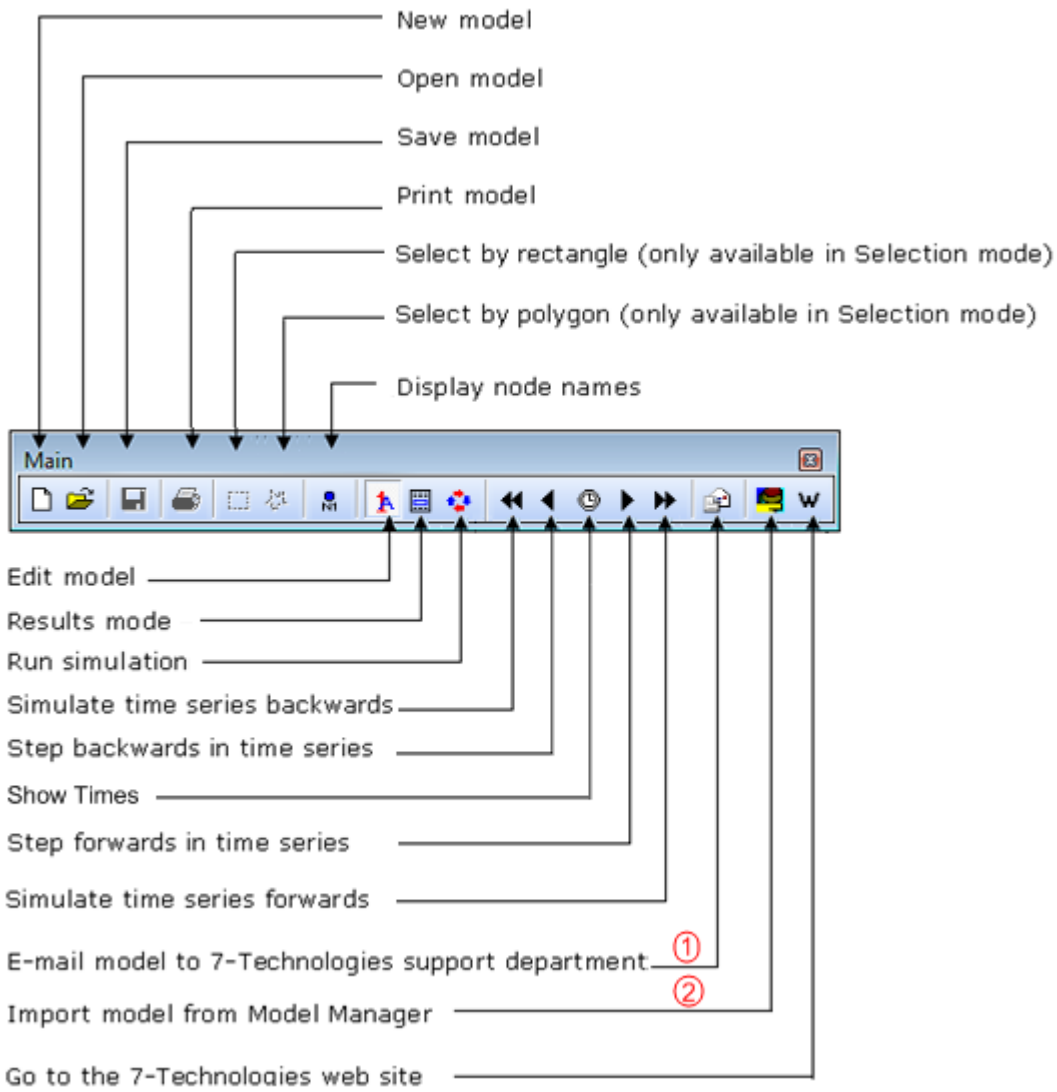 New model
Open model
Save model
Print model
Select by rectangle (only available in Selection mode)
Select by polygon (only available in Selection mode)
Display node names
Main
N1
A
W
Edit model
Results mode
Run simulation
Simulate time series backwards
Step backwards in time series
Show Times
Step forwards in time series
Simulate time series forwards
E-mail model to 7-Technologies support department
1
Import model from Model Manager
2
Go to the 7-Technologies web site